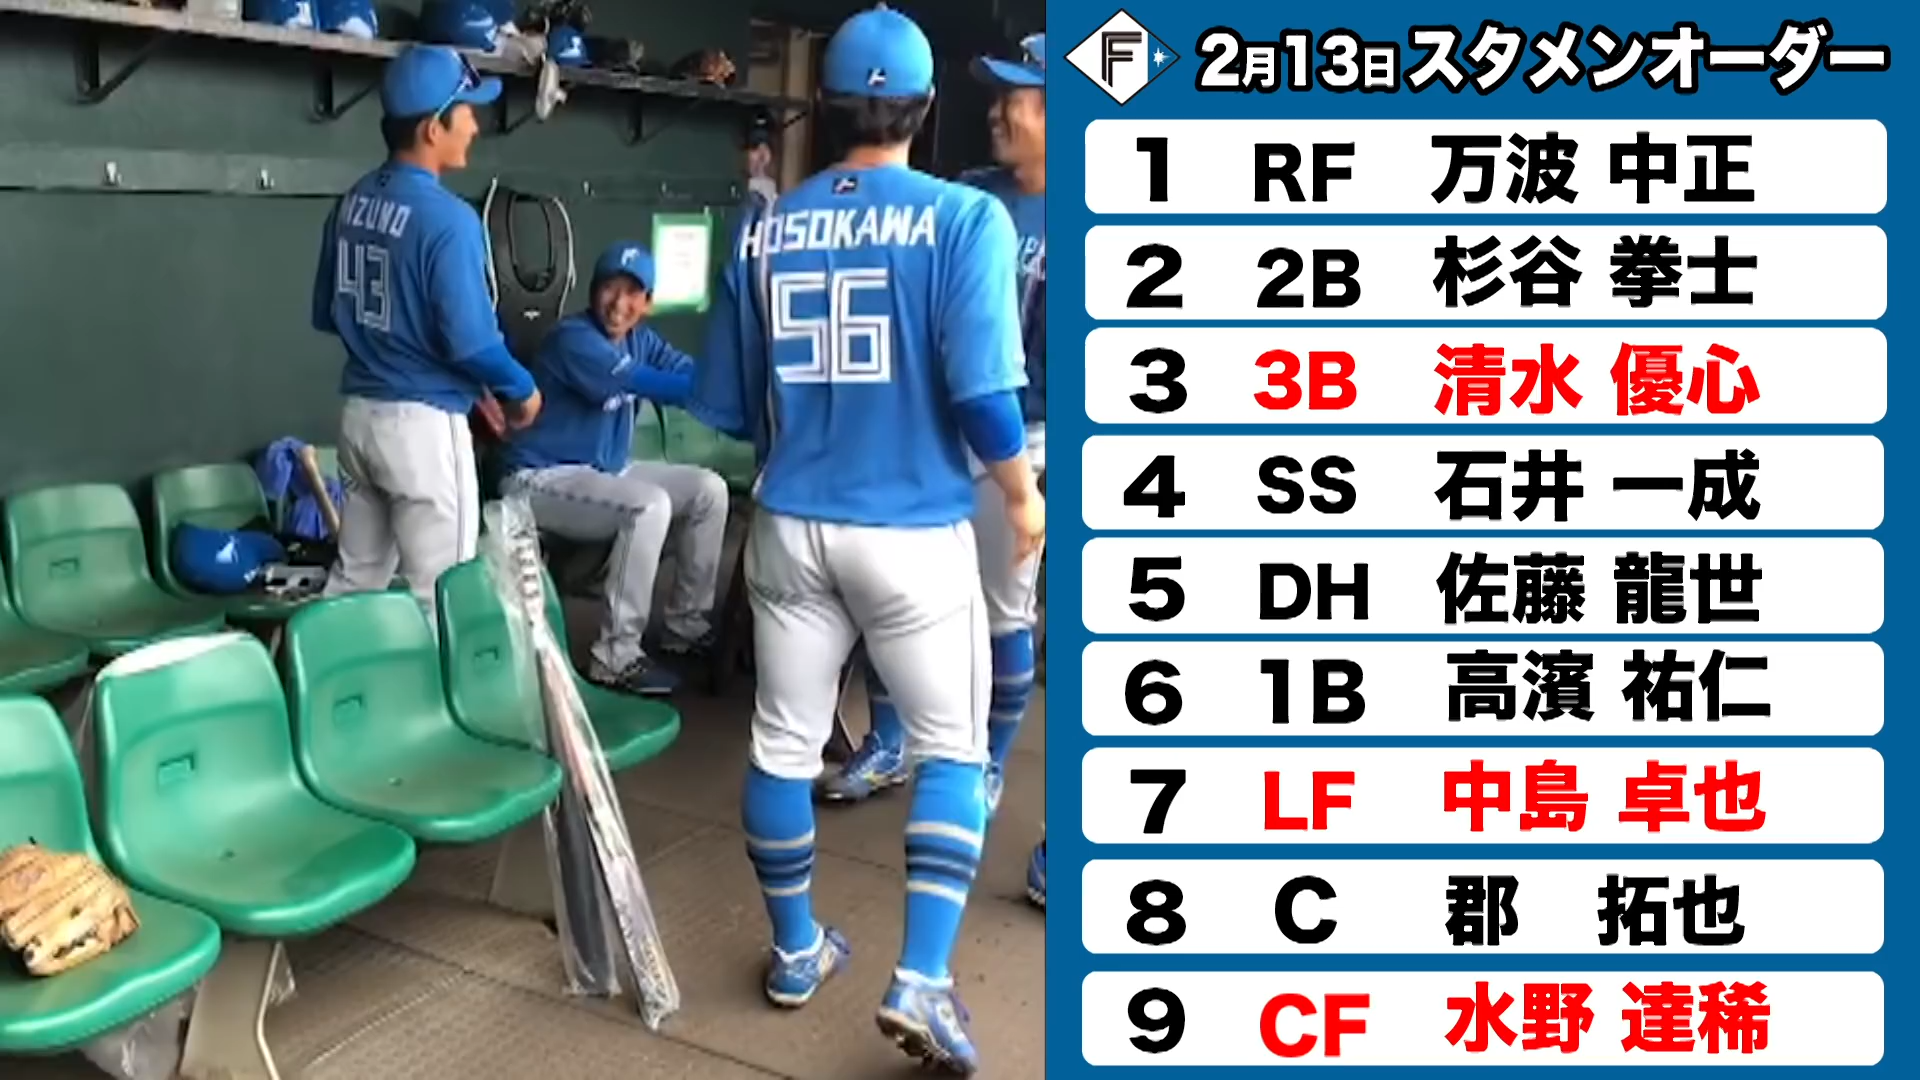 F 2月13日スタメンオーダー
1 RF 万波 中正
2 2B 杉谷 拳士
3 3B 清水 優心
4 SS 石井 一成
5 DH 佐藤 龍世
6 1B 高濱 祐仁
7 LF 中島 卓也
8 C 郡 拓也
9 CF 水野 達稀
MIZUNO
43
HOSOKAWA
56